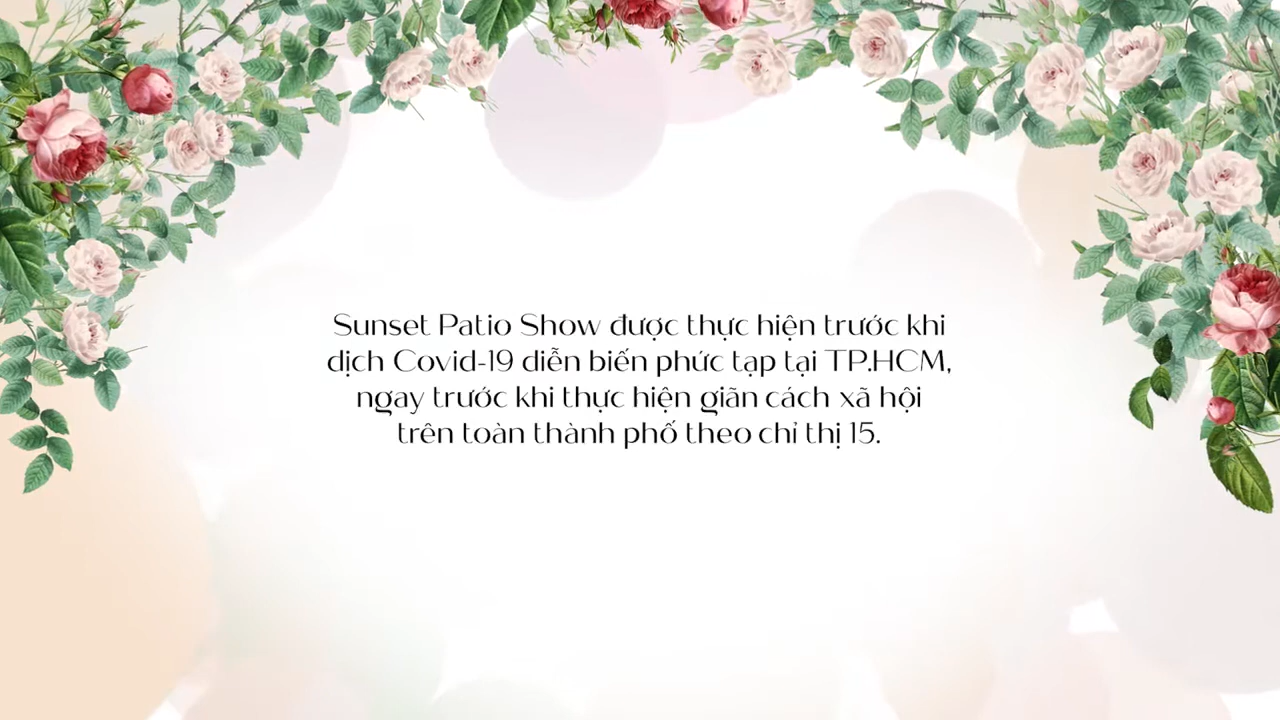 Sunset Patio Show được thực hiện trước khi
dịch Covid-19 diễn biến phức tạp tại TP.HCM,
ngay trước khi thực hiện giãn cách xã hội
trên toàn thành phố theo chỉ thị 15.